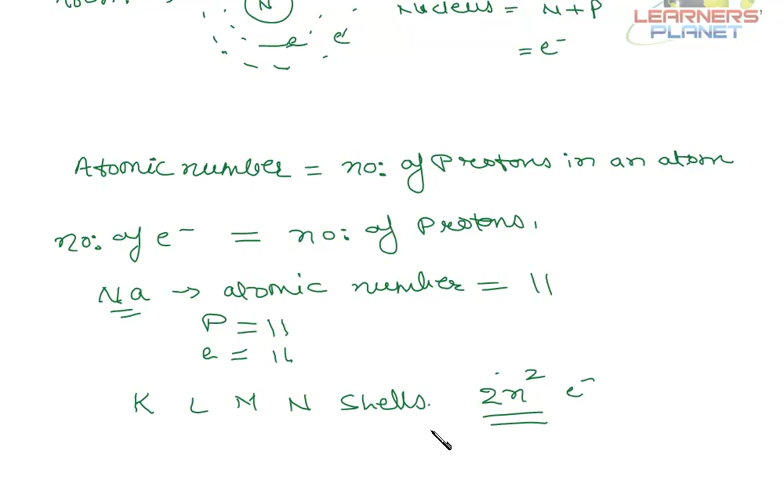 N
Nucleus = N+P
LEARNERS'
PLANET
e e
= e⁻
Atomic number = no: of Protons in an atom
no: of e⁻ = no: of Protons.
Na → atomic number = 11
P = 11
e = 11
K L M N Shells. 2n² e⁻